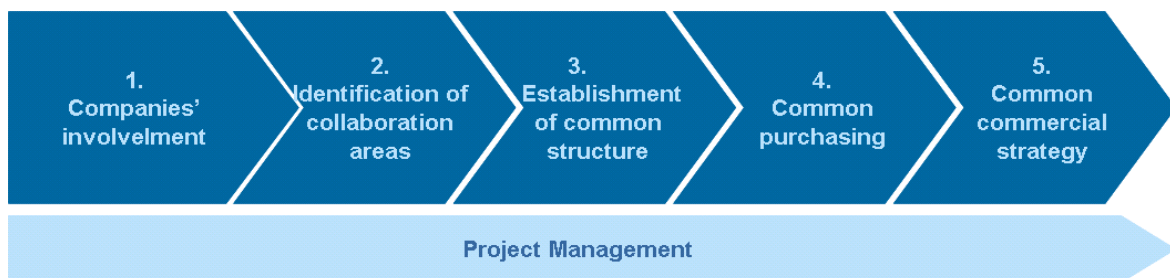 1.
Companies’
involvelment
2.
Identification of
collaboration
areas
3.
Establishment
of common
structure
4.
Common
purchasing
5.
Common
commercial
strategy
Project Management